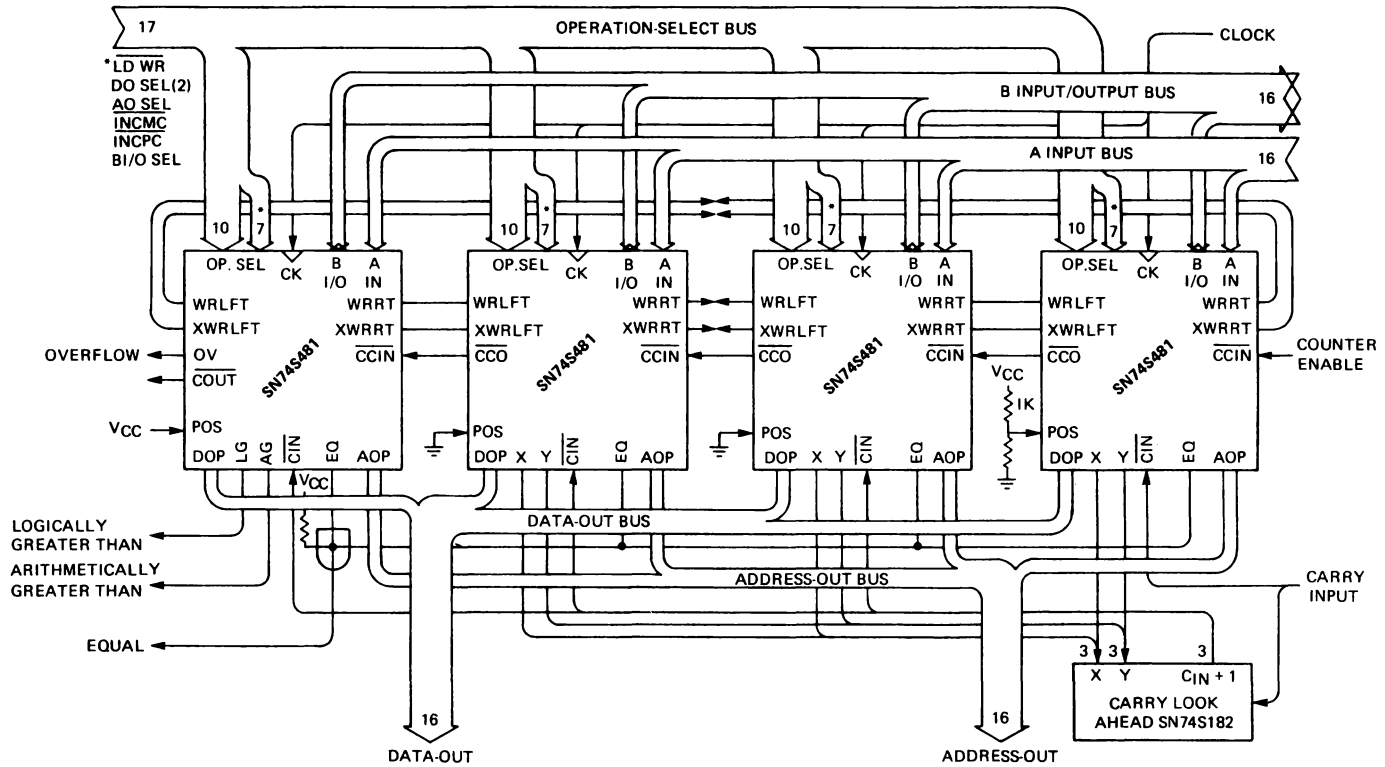 17
OPERATION-SELECT BUS
CLOCK
*LD WR
DO SEL(2)
AO SEL
INCMC
INCPC
BI/O SEL
B INPUT/OUTPUT BUS
16
A INPUT BUS
16
10 * 7 10 * 7 10 * 7 10 * 7
OP. SEL CK B I/O A IN
WRLFT WRRT
XWRLFT XWRRT
OV CCIN
COUT
SN74S481
POS
DOP LG AG CIN EQ AOP
OP.SEL CK B I/O A IN
WRLFT WRRT
XWRLFT XWRRT
CCO CCIN
SN74S481
POS
DOP X Y CIN EQ AOP
OP.SEL CK B I/O A IN
WRLFT WRRT
XWRLFT XWRRT
CCO CCIN
SN74S481
POS
DOP X Y CIN EQ AOP
OP.SEL CK B I/O A IN
WRLFT WRRT
XWRLFT XWRRT
CCO CCIN
SN74S481
POS
DOP X Y CIN EQ AOP
OVERFLOW
VCC
COUNTER
ENABLE
VCC
1K
VCC
LOGICALLY
GREATER THAN
DATA-OUT BUS
ARITHMETICALLY
GREATER THAN
ADDRESS-OUT BUS
CARRY
INPUT
EQUAL
3 3 3
X Y CIN + 1
CARRY LOOK
AHEAD SN74S182
16
DATA-OUT
16
ADDRESS-OUT